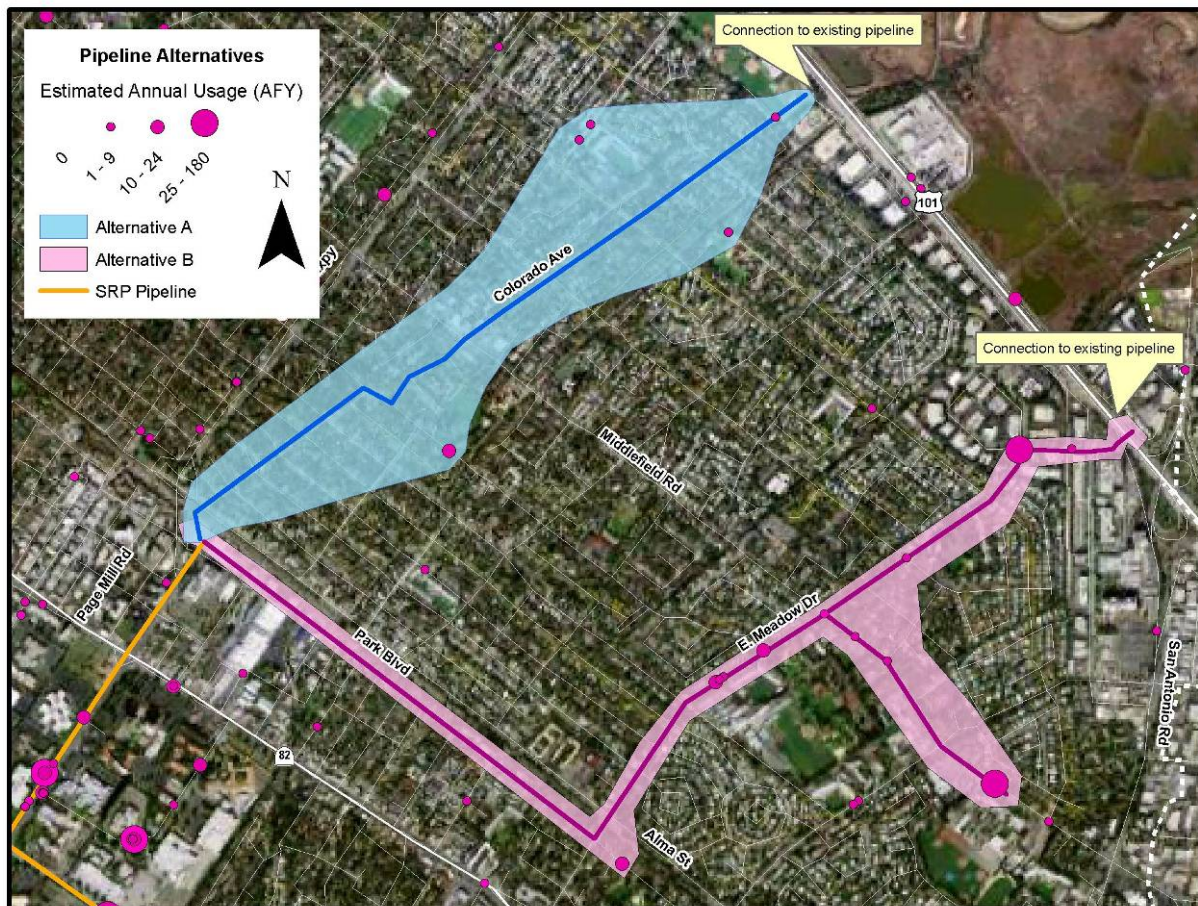 Pipeline Alternatives
Estimated Annual Usage (AFY)
0
1 - 9
10 - 24
25 - 180
N
Alternative A
Alternative B
SRP Pipeline
Connection to existing pipeline
101
Colorado Ave
Connection to existing pipeline
Middlefield Rd
Page Mill Rd
Park Blvd
E. Meadow Dr
San Antonio Rd
82
Alma St